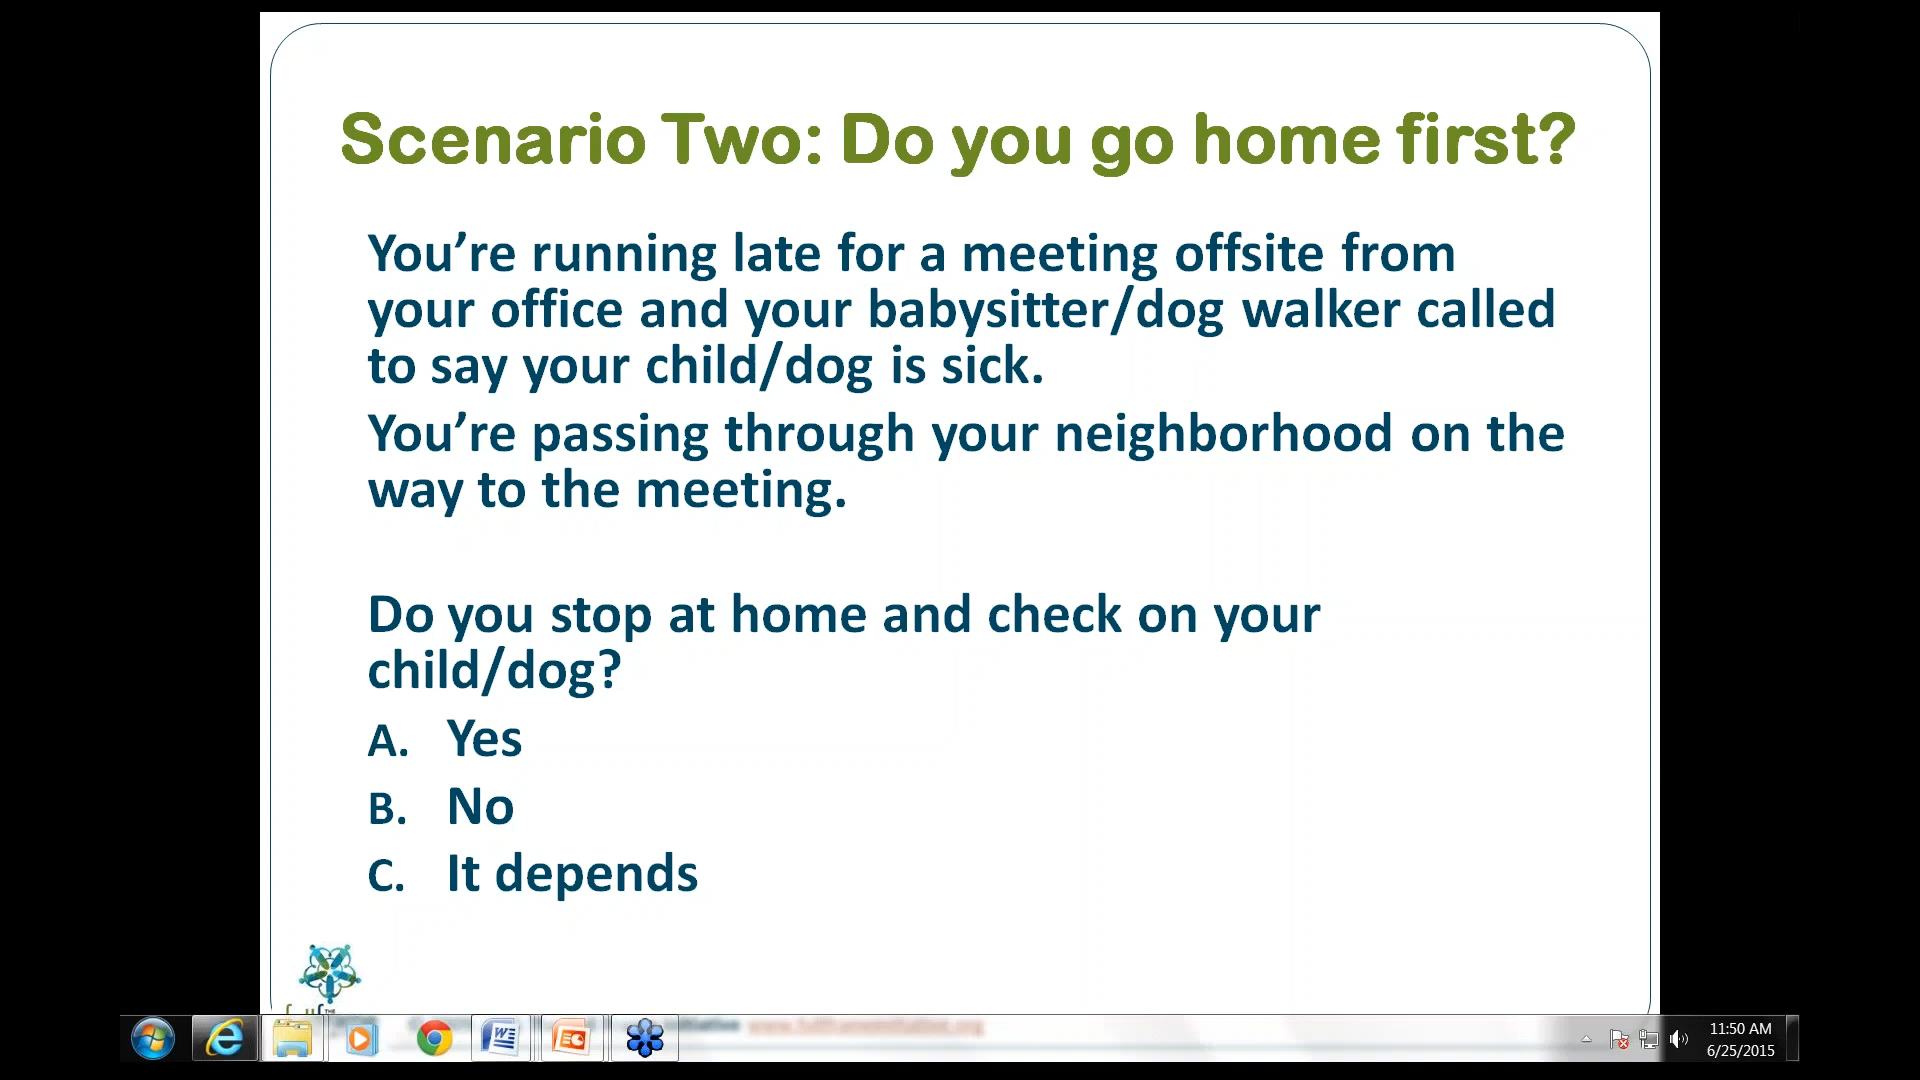 Scenario Two: Do you go home first?
You’re running late for a meeting offsite from
your office and your babysitter/dog walker called
to say your child/dog is sick.
You’re passing through your neighborhood on the
way to the meeting.
Do you stop at home and check on your
child/dog?
A. Yes
B. No
C. It depends
11:50 AM
6/25/2015